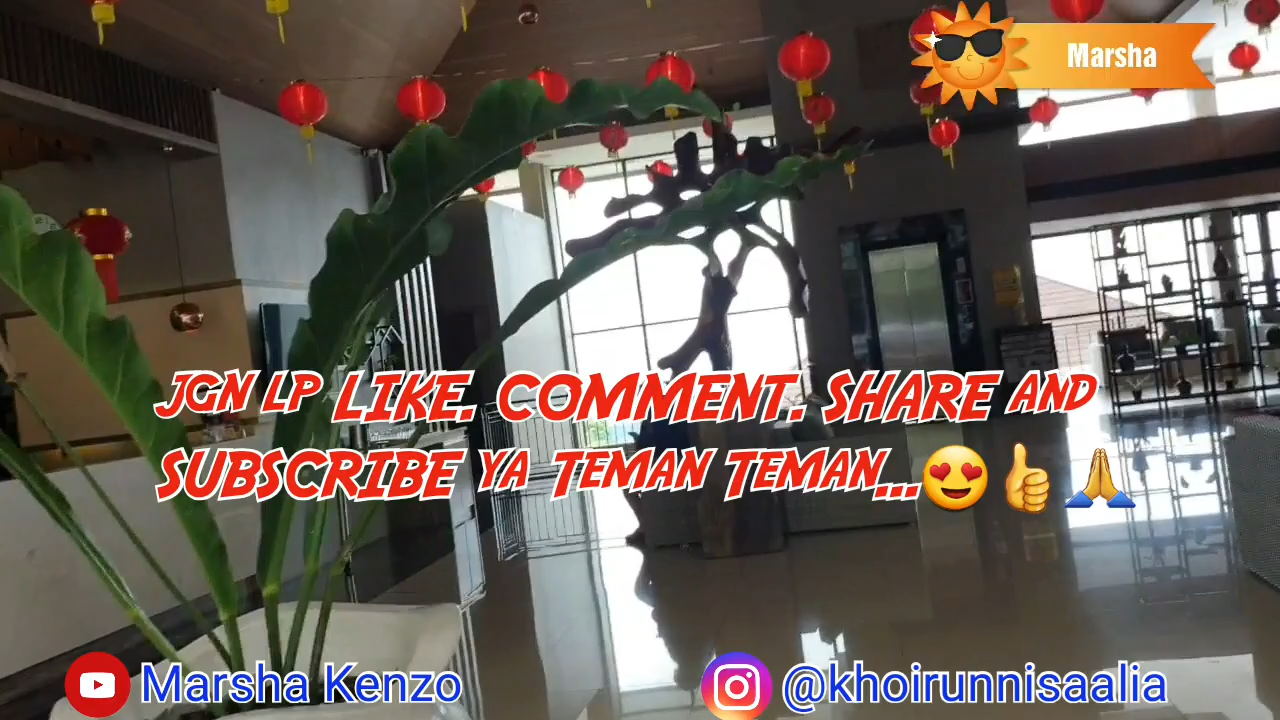 Marsha
JGN LP LIKE. COMMENT. SHARE AND
SUBSCRIBE YA TEMAN TEMAN...😍👍🙏
Marsha Kenzo
@khoirunnisaalia